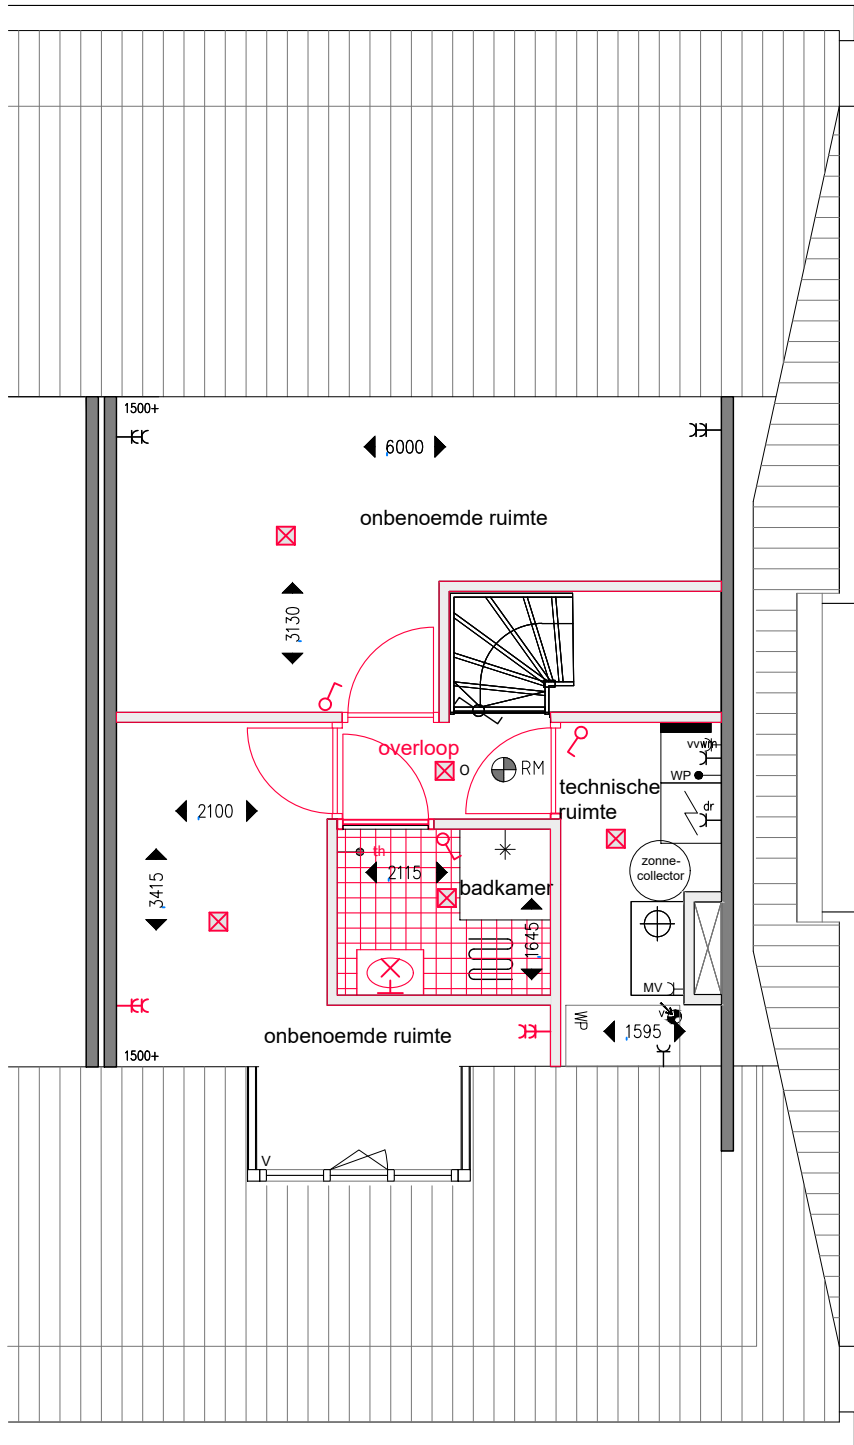 1500+
6000
onbenoemde ruimte
3130
overloop
o
RM
vvwm
WP
technische
ruimte
dr
2100
th
2115
badkamer
zonne-
collector
3415
1645
MV
WP
1595
onbenoemde ruimte
1500+
V